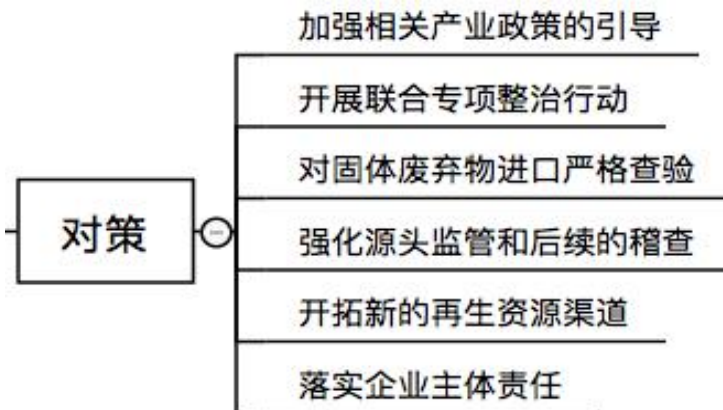 加强相关产业政策的引导
开展联合专项整治行动
对固体废弃物进口严格查验
对策
强化源头监管和后续的稽查
开拓新的再生资源渠道
落实企业主体责任